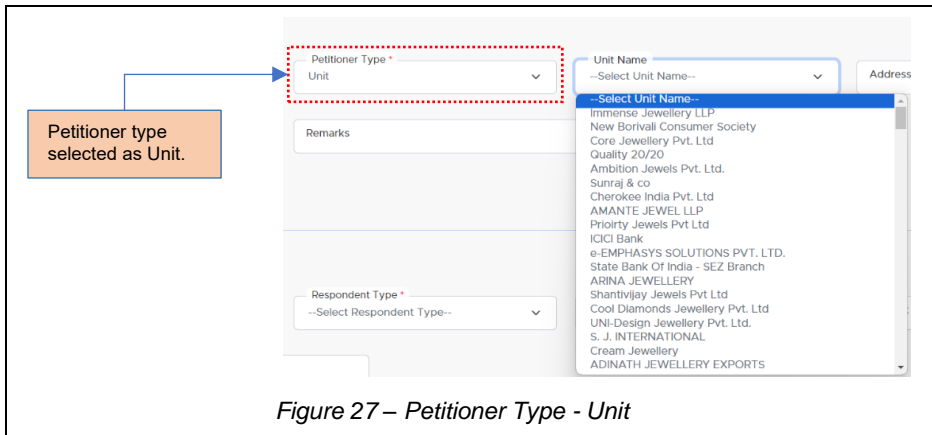 Petitioner Type *
Unit
Unit Name
--Select Unit Name--
Address
--Select Unit Name--
Immense Jewellery LLP
New Borivali Consumer Society
Core Jewellery Pvt. Ltd
Quality 20/20
Ambition Jewels Pvt. Ltd.
Sunraj & co
Cherokee India Pvt. Ltd
AMANTE JEWEL LLP
Prioirty Jewels Pvt Ltd
ICICI Bank
e-EMPHASYS SOLUTIONS PVT. LTD.
State Bank Of India - SEZ Branch
ARINA JEWELLERY
Shantivijay Jewels Pvt Ltd
Cool Diamonds Jewellery Pvt. Ltd
UNI-Design Jewellery Pvt. Ltd.
S. J. INTERNATIONAL
Cream Jewellery
ADINATH JEWELLERY EXPORTS
Remarks
Petitioner type
selected as Unit.
Respondent Type *
--Select Respondent Type--
Figure 27 – Petitioner Type - Unit